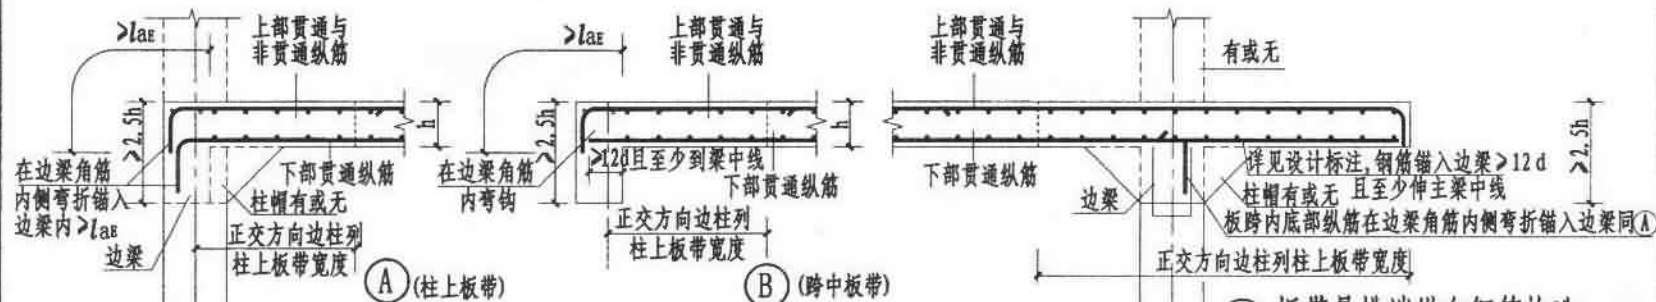 ≥laE
上部贯通与
非贯通纵筋
≥2.5h
h
在边梁角筋
内侧弯折锚入
边梁内≥laE
边梁
下部贯通纵筋
柱帽有或无
正交方向边柱列
柱上板带宽度
A (柱上板带)
≥laE
上部贯通与
非贯通纵筋
≥2.5h
h
在边梁角筋
内弯钩
≥12d且至少到梁中线
下部贯通纵筋
正交方向边柱列
柱上板带宽度
B (跨中板带)
上部贯通与
非贯通纵筋
有或无
下部贯通纵筋
边梁
≥2.5h
详见设计标注,钢筋锚入边梁≥12d
柱帽有或无 且至少伸主梁中线
板跨内底部纵筋在边梁角筋内侧弯折锚入边梁同A
正交方向边柱列柱上板带宽度